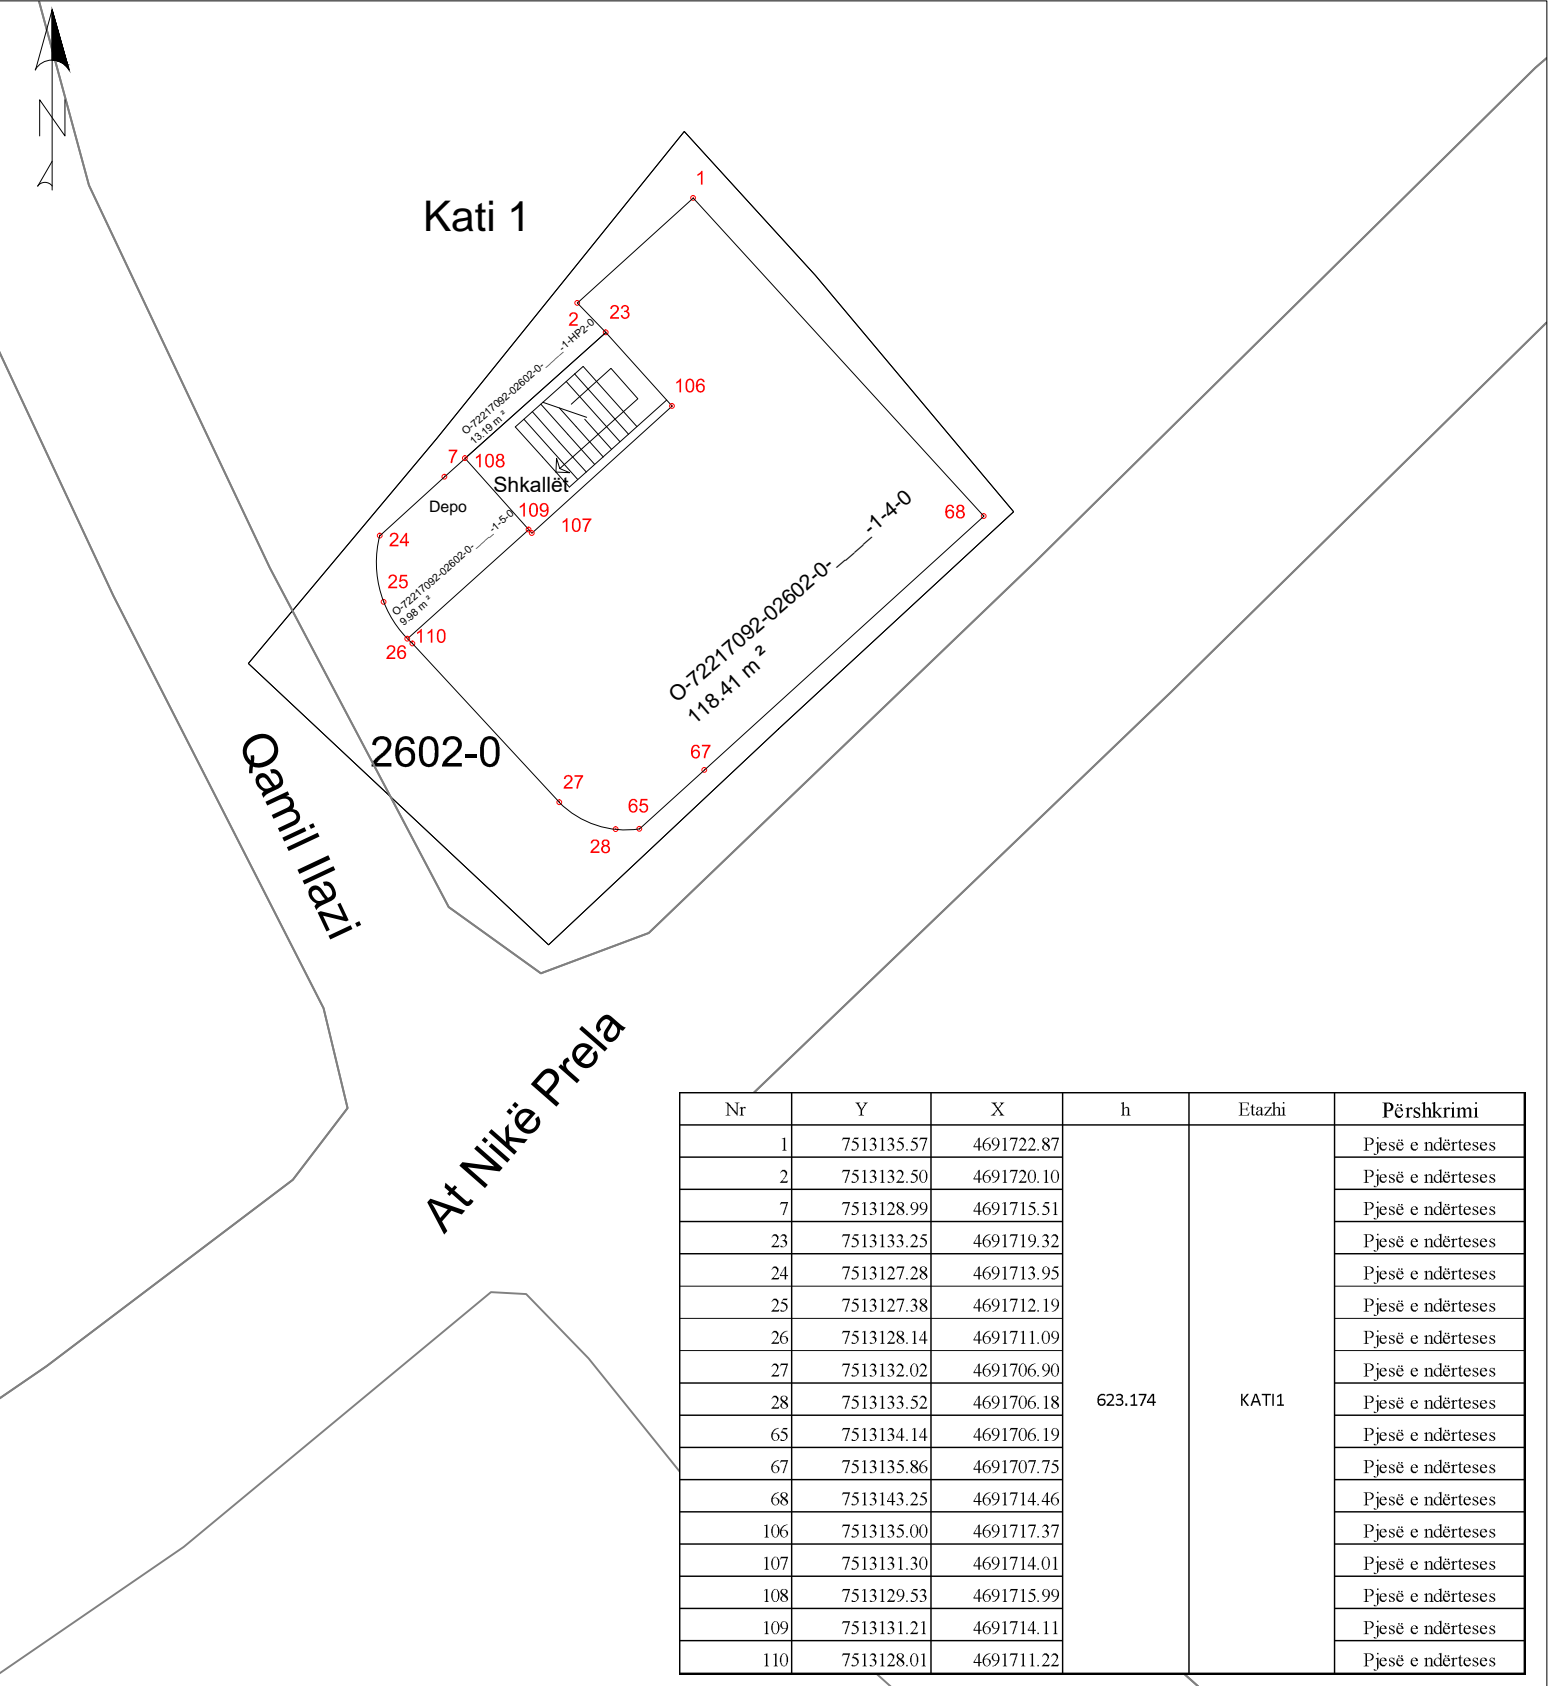 N
Kati 1
1
2
23
O-72217092-02602-0-____-1-HP2-0
13.19 m²
106
7
108
Shkallët
Depo
109
107
24
68
25
O-72217092-02602-0-____-1-5-0
9.98 m²
110
26
O-72217092-02602-0-____-1-4-0
118.41 m²
2602-0
67
27
65
28
Qamil Ilazi
At Nikë Prela
Nr Y X h Etazhi Përshkrimi
1 7513135.57 4691722.87 Pjesë e ndërteses
2 7513132.50 4691720.10 Pjesë e ndërteses
7 7513128.99 4691715.51 Pjesë e ndërteses
23 7513133.25 4691719.32 Pjesë e ndërteses
24 7513127.28 4691713.95 Pjesë e ndërteses
25 7513127.38 4691712.19 Pjesë e ndërteses
26 7513128.14 4691711.09 Pjesë e ndërteses
27 7513132.02 4691706.90 Pjesë e ndërteses
28 7513133.52 4691706.18 623.174 KATI1 Pjesë e ndërteses
65 7513134.14 4691706.19 Pjesë e ndërteses
67 7513135.86 4691707.75 Pjesë e ndërteses
68 7513143.25 4691714.46 Pjesë e ndërteses
106 7513135.00 4691717.37 Pjesë e ndërteses
107 7513131.30 4691714.01 Pjesë e ndërteses
108 7513129.53 4691715.99 Pjesë e ndërteses
109 7513131.21 4691714.11 Pjesë e ndërteses
110 7513128.01 4691711.22 Pjesë e ndërteses